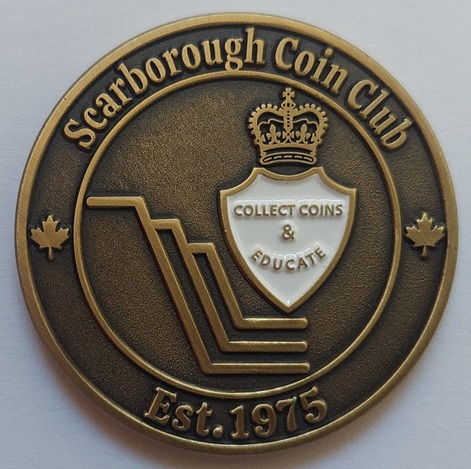 Scarborough Coin Club
COLLECT COINS
&
EDUCATE
Est. 1975